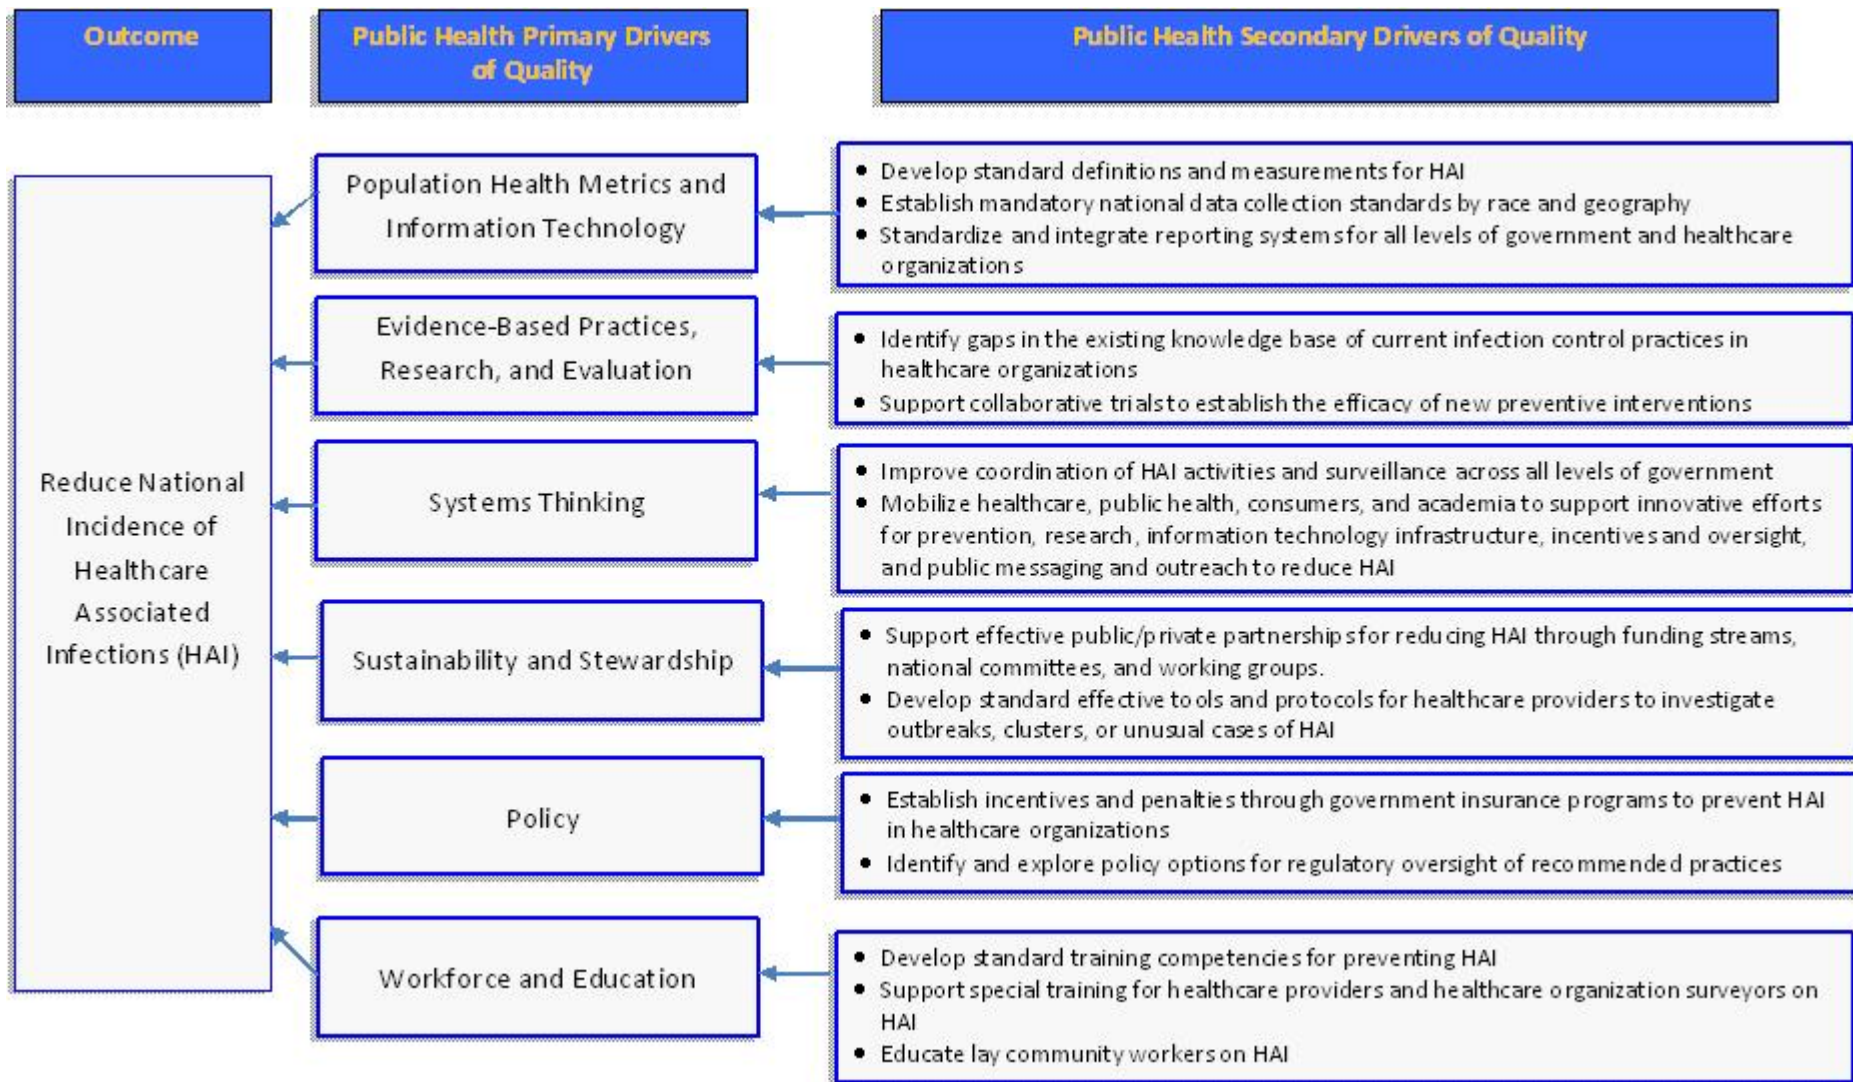 Outcome
Public Health Primary Drivers
of Quality
Public Health Secondary Drivers of Quality
Reduce National
Incidence of
Healthcare
Associated
Infections (HAI)
Population Health Metrics and
Information Technology
• Develop standard definitions and measurements for HAI
• Establish mandatory national data collection standards by race and geography
• Standardize and integrate reporting systems for all levels of government and healthcare
organizations
Evidence-Based Practices,
Research, and Evaluation
• Identify gaps in the existing knowledge base of current infection control practices in
healthcare organizations
• Support collaborative trials to establish the efficacy of new preventive interventions
Systems Thinking
• Improve coordination of HAI activities and surveillance across all levels of government
• Mobilize healthcare, public health, consumers, and academia to support innovative efforts
for prevention, research, information technology infrastructure, incentives and oversight,
and public messaging and outreach to reduce HAI
Sustainability and Stewardship
• Support effective public/private partnerships for reducing HAI through funding streams,
national committees, and working groups.
• Develop standard effective tools and protocols for healthcare providers to investigate
outbreaks, clusters, or unusual cases of HAI
Policy
• Establish incentives and penalties through government insurance programs to prevent HAI
in healthcare organizations
• Identify and explore policy options for regulatory oversight of recommended practices
Workforce and Education
• Develop standard training competencies for preventing HAI
• Support special training for healthcare providers and healthcare organization surveyors on
HAI
• Educate lay community workers on HAI